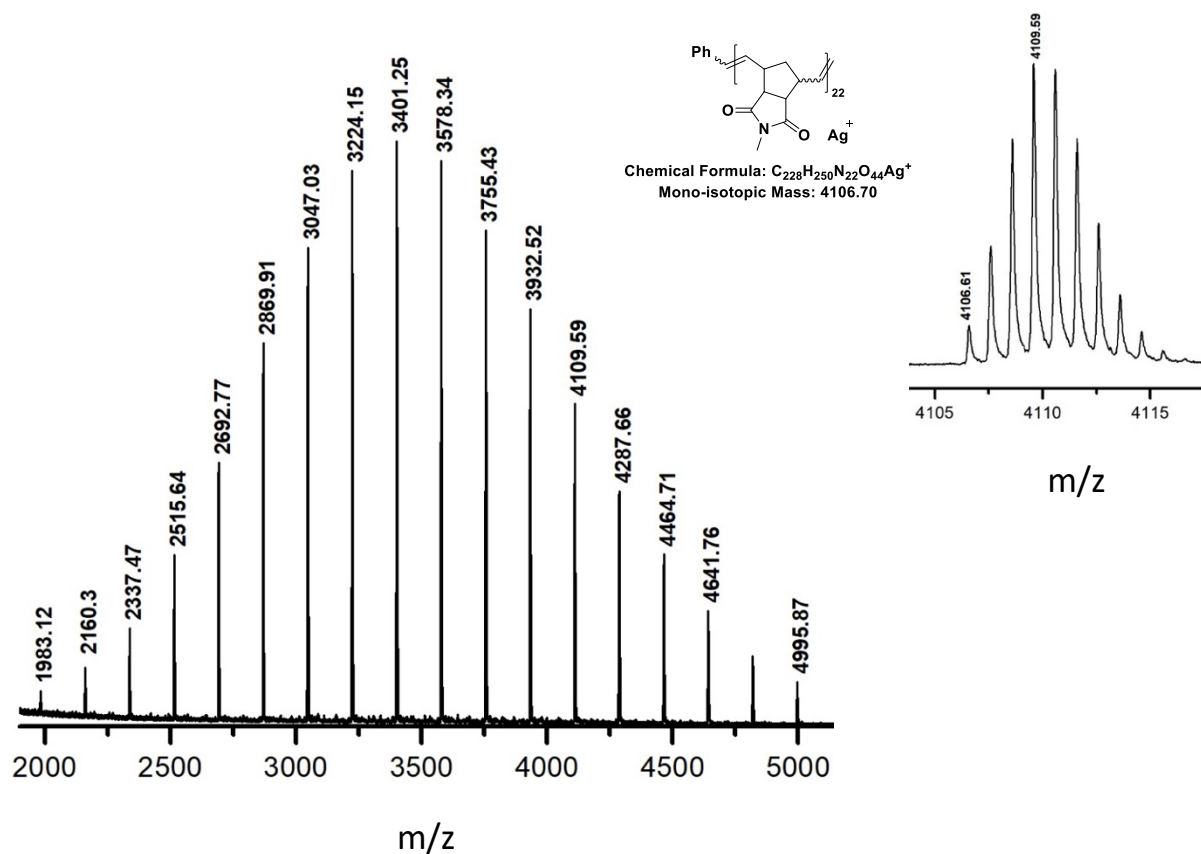 1983.12
2160.3
2337.47
2515.64
2692.77
2869.91
3047.03
3224.15
3401.25
3578.34
3755.43
3932.52
4109.59
4287.66
4464.71
4641.76
4995.87
2000 2500 3000 3500 4000 4500 5000
m/z
Ph
22
O
N
O
Ag+
Chemical Formula: C228H250N22O44Ag+
Mono-isotopic Mass: 4106.70
4106.61
4109.59
4105 4110 4115
m/z